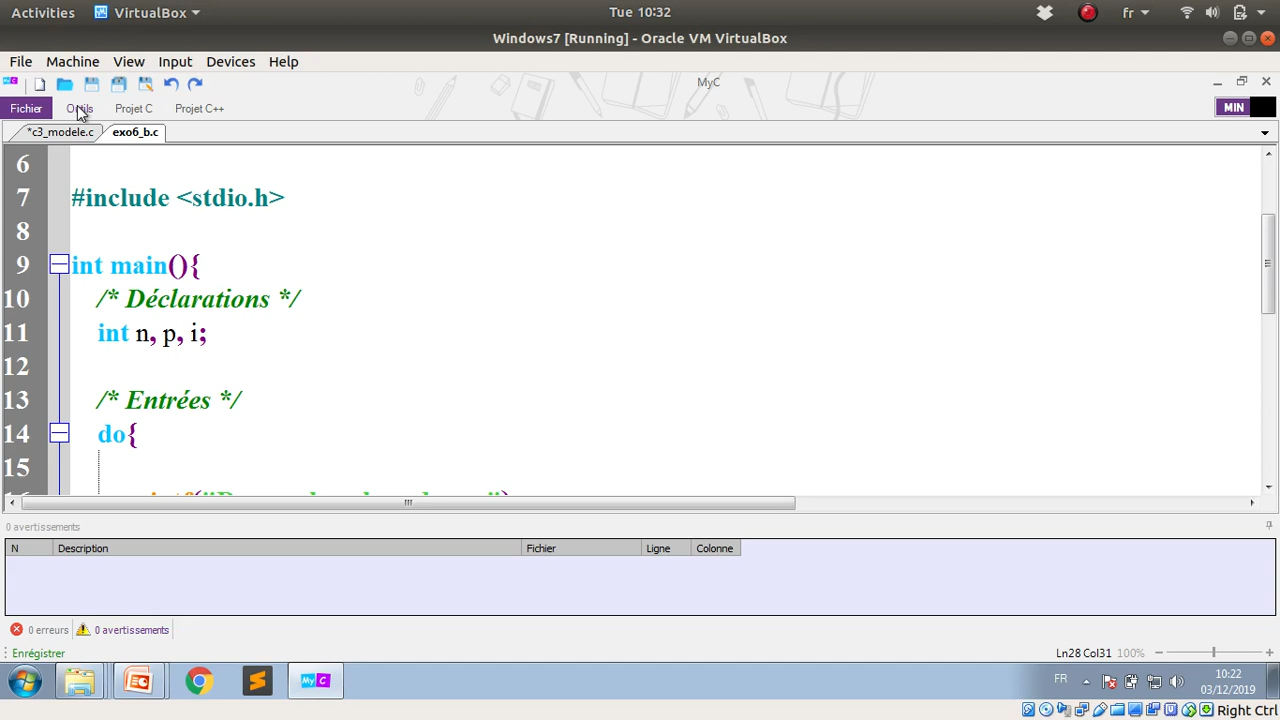 Activities VirtualBox Tue 10:32 fr
Windows7 [Running] - Oracle VM VirtualBox
File Machine View Input Devices Help
MyC
Fichier Outils Projet C Projet C++ MIN
*c3_modele.c exo6_b.c
6
7 #include <stdio.h>
8
9 int main(){
10 /* Déclarations */
11 int n, p, i;
12
13 /* Entrées */
14 do{
15
0 avertissements
N Description Fichier Ligne Colonne
0 erreurs 0 avertissements
Enrégistrer Ln28 Col31 100%
MyC FR 10:22
03/12/2019
Right Ctrl